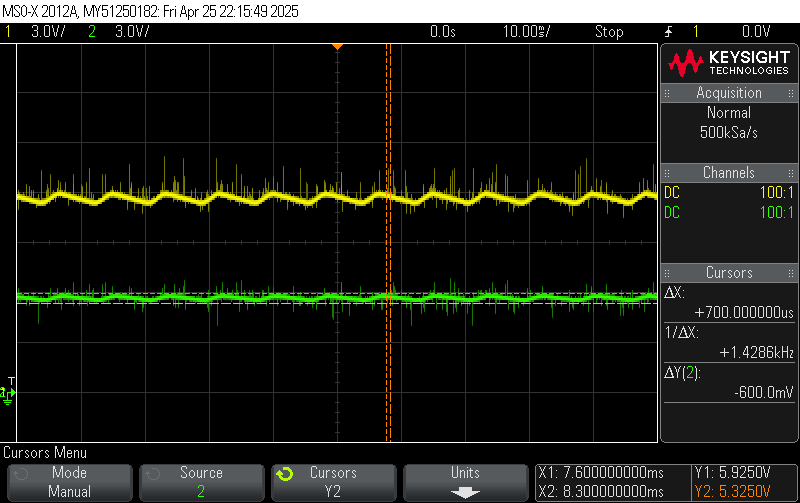 MSO-X 2012A, MY51250182: Fri Apr 25 22:15:49 2025
1 3.0V/ 2 3.0V/ 0.0s 10.00ms/ Stop 1 0.0V
KEYSIGHT
TECHNOLOGIES
Acquisition
Normal
500kSa/s
Channels
DC 100:1
DC 100:1
Cursors
ΔX:
+700.000000us
1/ΔX:
+1.4286kHz
ΔY(2):
-600.0mV
T
Cursors Menu
Mode
Manual
Source
2
Cursors
Y2
Units
X1: 7.600000000ms Y1: 5.9250V
X2: 8.300000000ms Y2: 5.3250V